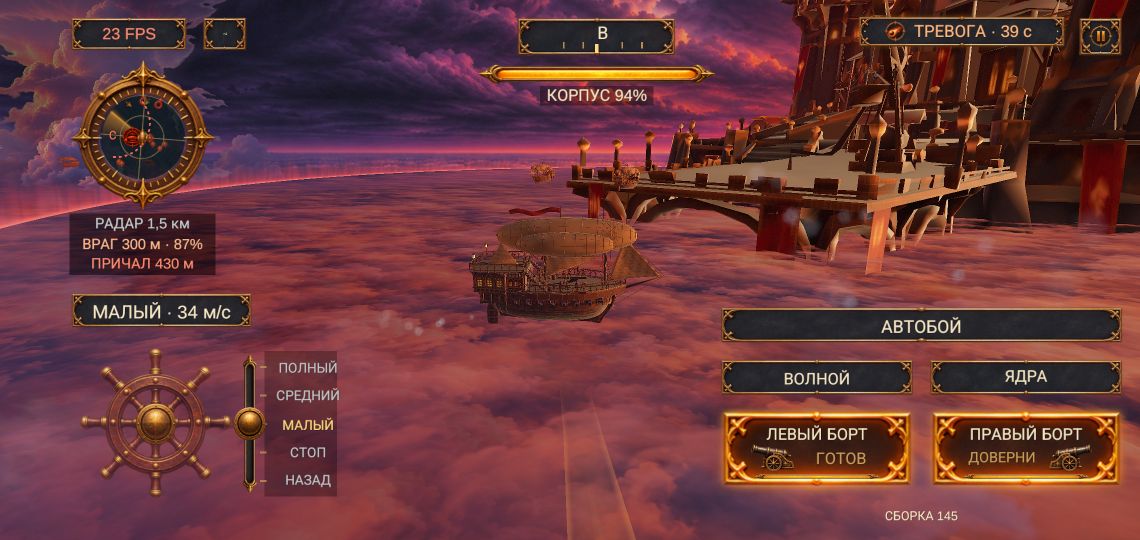 23 FPS
В
ТРЕВОГА · 39 с
КОРПУС 94%
С
РАДАР 1,5 км
ВРАГ 300 м · 87%
ПРИЧАЛ 430 м
МАЛЫЙ · 34 м/с
ПОЛНЫЙ
СРЕДНИЙ
МАЛЫЙ
СТОП
НАЗАД
АВТОБОЙ
ВОЛНОЙ
ЯДРА
ЛЕВЫЙ БОРТ
ГОТОВ
ПРАВЫЙ БОРТ
ДОВЕРНИ
СБОРКА 145